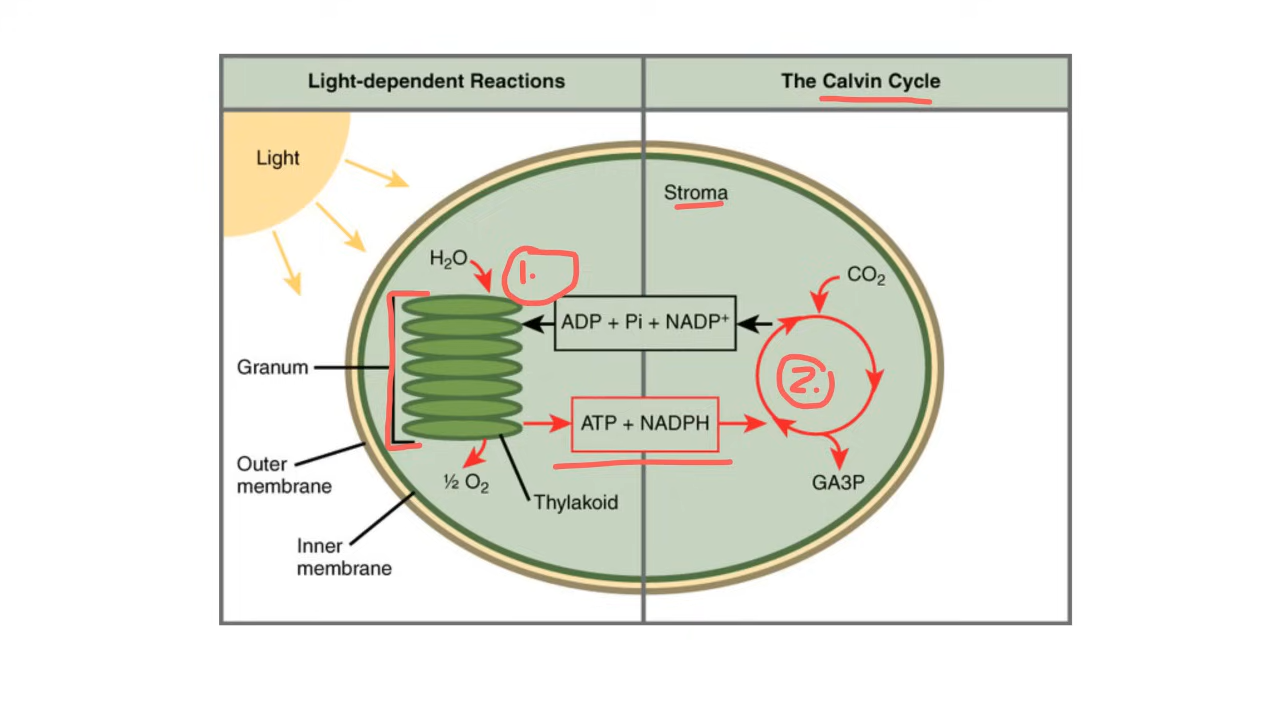 Light-dependent Reactions
The Calvin Cycle
Light
Stroma
H₂O
1.
CO₂
ADP + Pi + NADP⁺
Granum
2.
ATP + NADPH
Outer
membrane
½ O₂
GA3P
Thylakoid
Inner
membrane